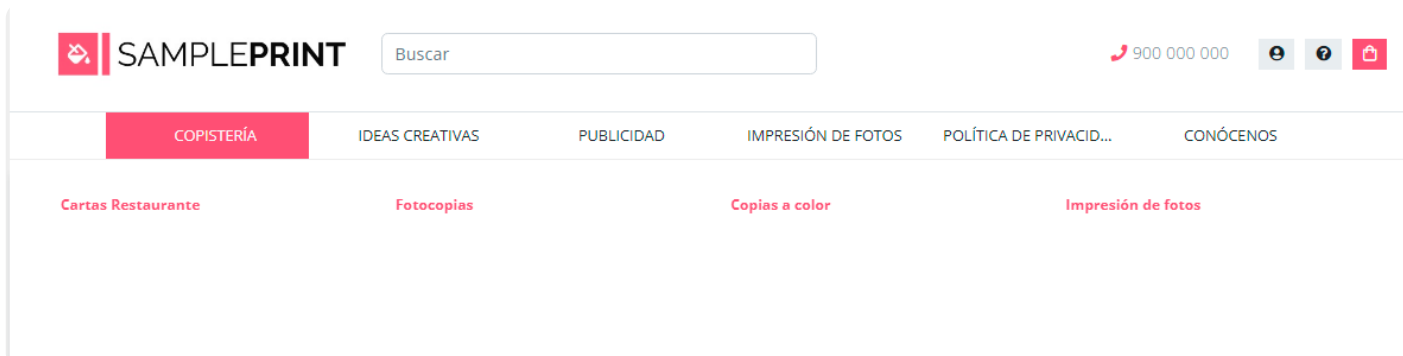 SAMPLEPRINT
Buscar
900 000 000
COPISTERÍA
IDEAS CREATIVAS
PUBLICIDAD
IMPRESIÓN DE FOTOS
POLÍTICA DE PRIVACID...
CONÓCENOS
Cartas Restaurante
Fotocopias
Copias a color
Impresión de fotos